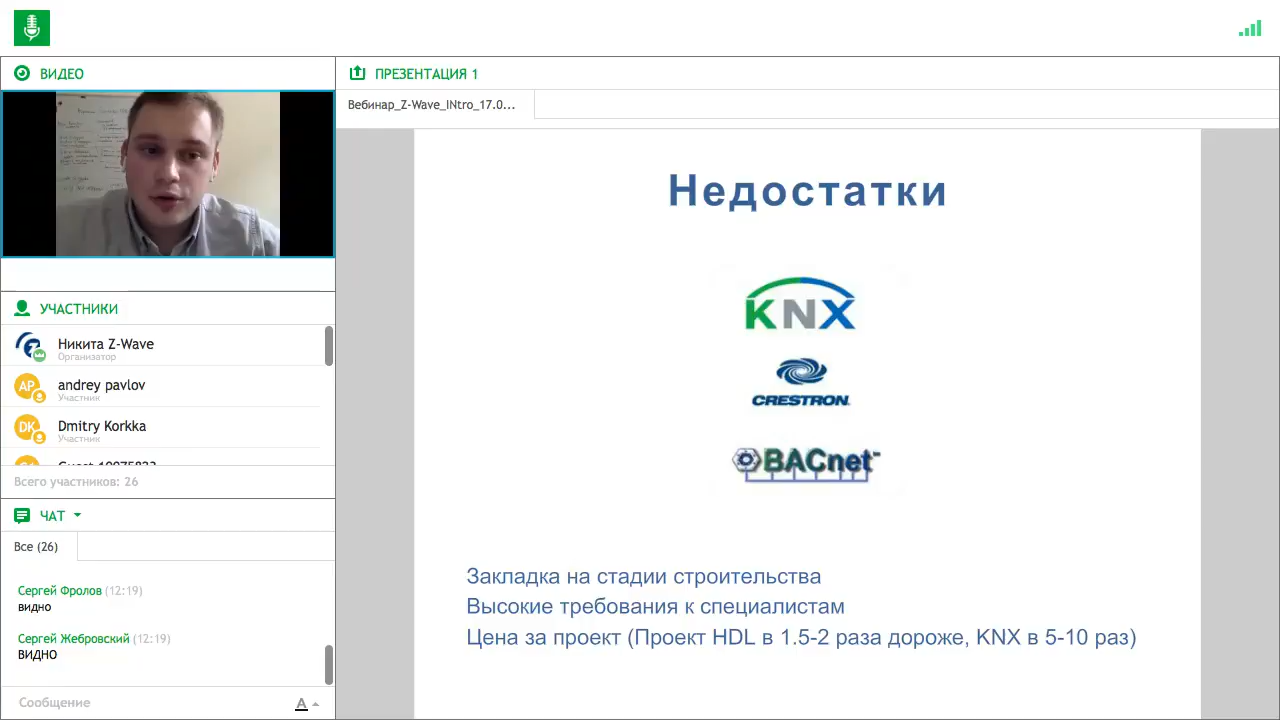 ВИДЕО
ПРЕЗЕНТАЦИЯ 1
Вебинар_Z-Wave_INtro_17.0...
Недостатки
KNX
CRESTRON
BACnet™
Закладка на стадии строительства
Высокие требования к специалистам
Цена за проект (Проект HDL в 1.5-2 раза дороже, KNX в 5-10 раз)
УЧАСТНИКИ
Никита Z-Wave
Организатор
AP
andrey pavlov
Участник
DK
Dmitry Korkka
Участник
Всего участников: 26
ЧАТ
Все (26)
Сергей Фролов (12:19)
видно
Сергей Жебровский (12:19)
ВИДНО
Сообщение
A